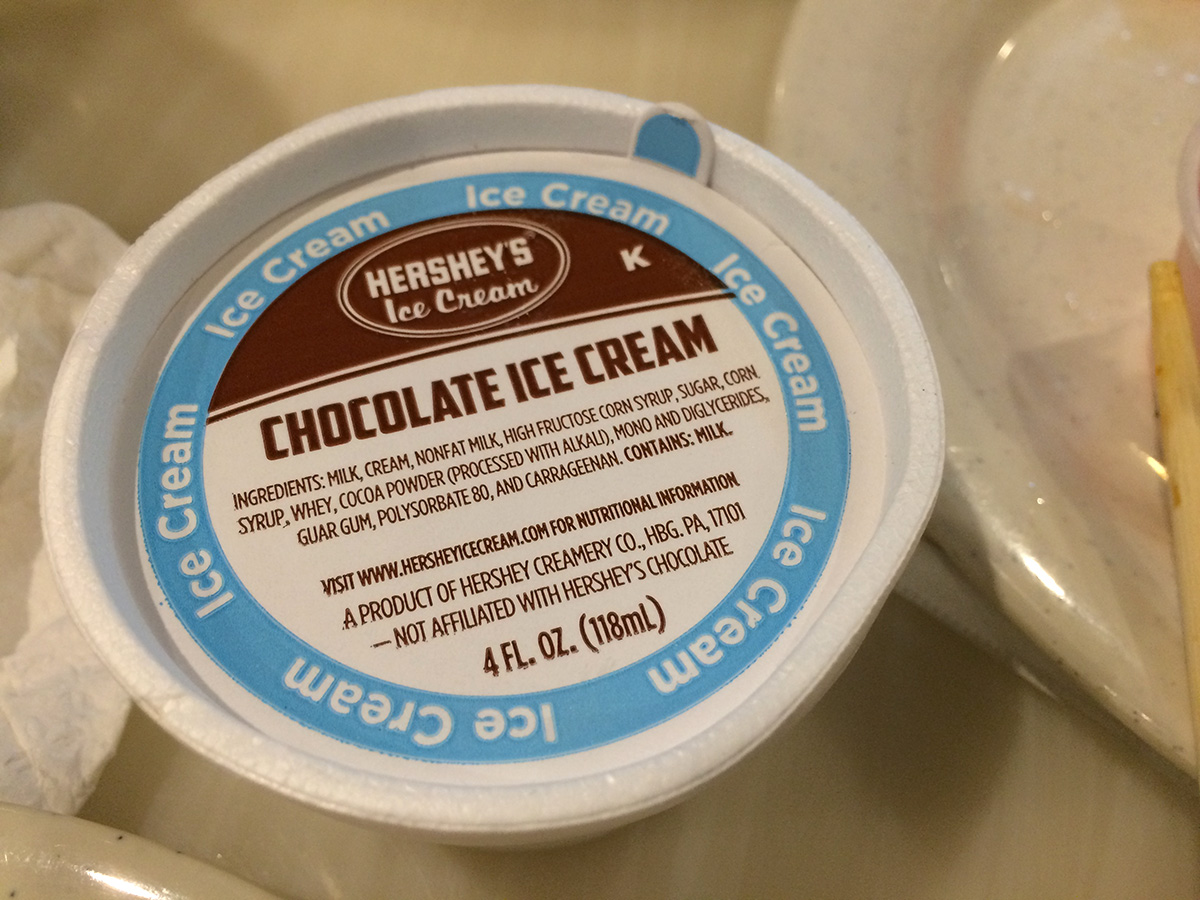 Ice Cream
Ice Cream
Ice Cream
Ice Cream
Ice Cream
Ice Cream
Ice Cream
HERSHEY'S
Ice Cream
K
CHOCOLATE ICE CREAM
INGREDIENTS: MILK, CREAM, NONFAT MILK, HIGH FRUCTOSE CORN SYRUP, SUGAR, CORN
SYRUP, WHEY, COCOA POWDER (PROCESSED WITH ALKALI), MONO AND DIGLYCERIDES,
GUAR GUM, POLYSORBATE 80, AND CARRAGEENAN. CONTAINS: MILK.
VISIT WWW.HERSHEYICECREAM.COM FOR NUTRITIONAL INFORMATION.
A PRODUCT OF HERSHEY CREAMERY CO., HBG. PA, 17101
— NOT AFFILIATED WITH HERSHEY'S CHOCOLATE
4 FL. OZ. (118mL)